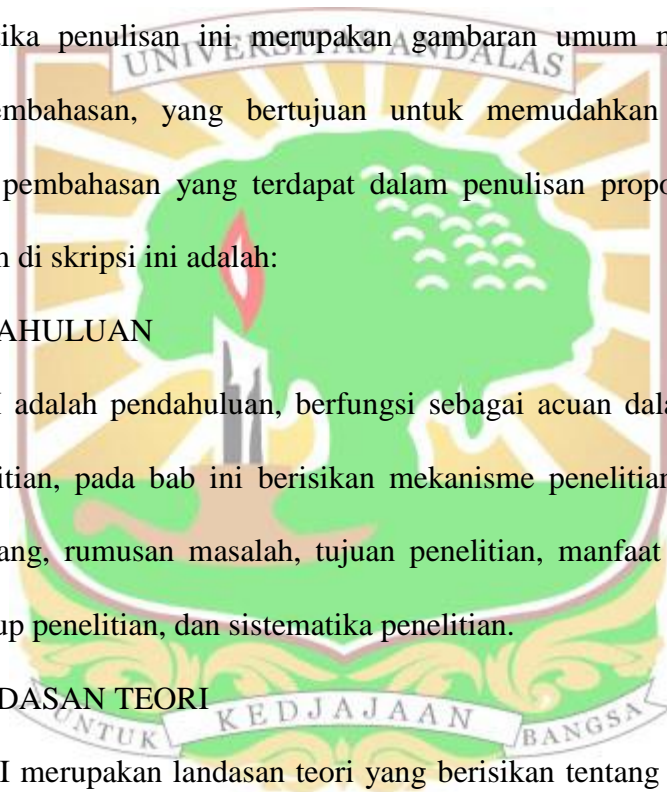 UNIVERSITAS ANDALAS
ika penulisan ini merupakan gambaran umum m
embahasan, yang bertujuan untuk memudahkan
pembahasan yang terdapat dalam penulisan propo
n di skripsi ini adalah:
AHULUAN
I adalah pendahuluan, berfungsi sebagai acuan dala
itian, pada bab ini berisikan mekanisme penelitian
ang, rumusan masalah, tujuan penelitian, manfaat
up penelitian, dan sistematika penelitian.
DASAN TEORI
UNTUK KEDJAJAAN BANGSA
I merupakan landasan teori yang berisikan tentang